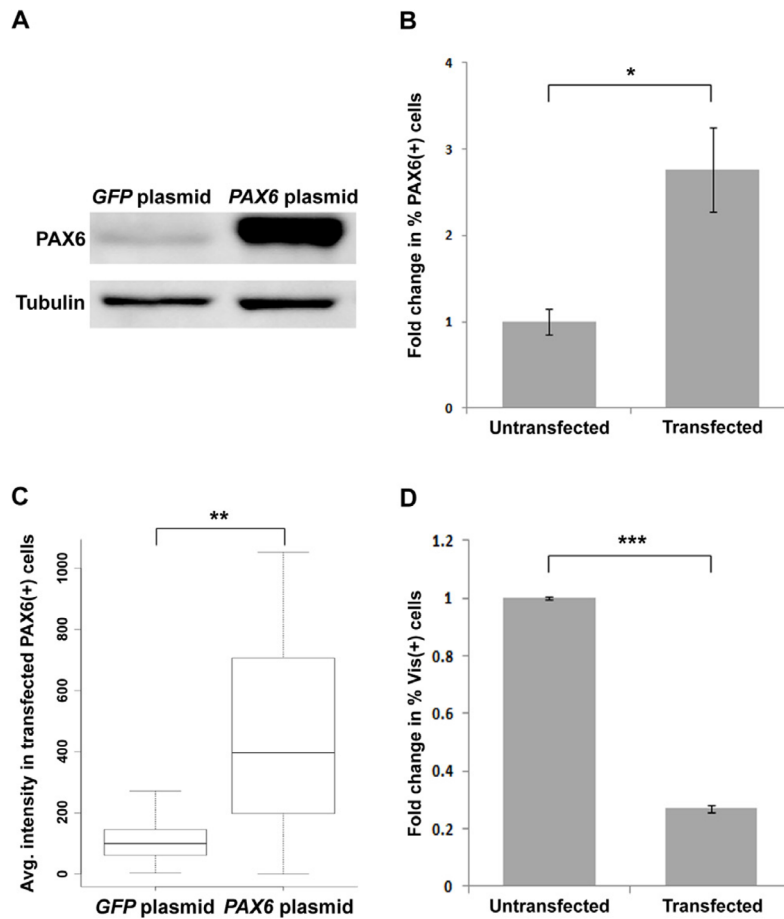 A
GFP plasmid PAX6 plasmid
PAX6
Tubulin
B
Fold change in % PAX6(+) cells
4
3
2
1
0
*
Untransfected Transfected
C
Avg. intensity in transfected PAX6(+) cells
1000
800
600
400
200
0
**
GFP plasmid PAX6 plasmid
D
Fold change in % Vis(+) cells
1.2
1
0.8
0.6
0.4
0.2
0
***
Untransfected Transfected